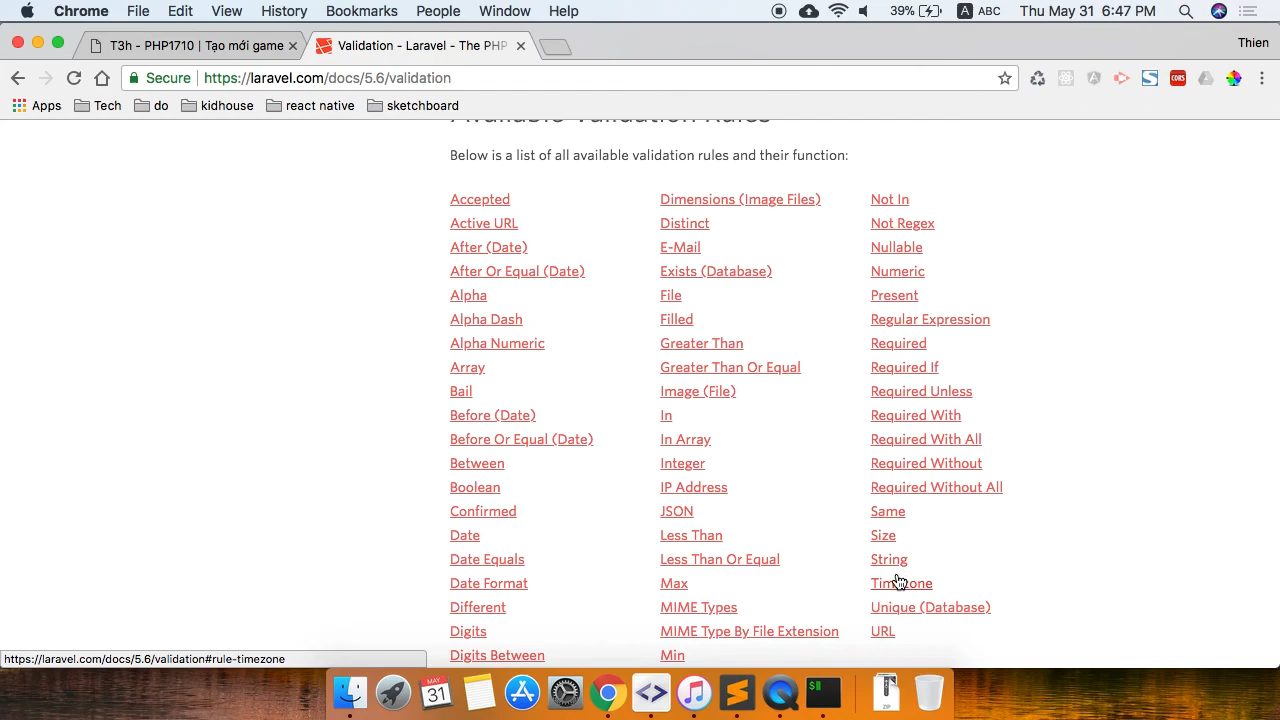 Chrome File Edit View History Bookmarks People Window Help 39% A ABC Thu May 31 6:47 PM
T3h - PHP1710 | Tạo mới game
Validation - Laravel - The PHP
Thien
Secure https://laravel.com/docs/5.6/validation
CORS
Apps Tech do kidhouse react native sketchboard
Available Validation Rules
Below is a list of all available validation rules and their function:
Accepted
Active URL
After (Date)
After Or Equal (Date)
Alpha
Alpha Dash
Alpha Numeric
Array
Bail
Before (Date)
Before Or Equal (Date)
Between
Boolean
Confirmed
Date
Date Equals
Date Format
Different
Digits
Digits Between
Dimensions (Image Files)
Distinct
E-Mail
Exists (Database)
File
Filled
Greater Than
Greater Than Or Equal
Image (File)
In
In Array
Integer
IP Address
JSON
Less Than
Less Than Or Equal
Max
MIME Types
MIME Type By File Extension
Min
Not In
Not Regex
Nullable
Numeric
Present
Regular Expression
Required
Required If
Required Unless
Required With
Required With All
Required Without
Required Without All
Same
Size
String
Timezone
Unique (Database)
URL
https://laravel.com/docs/5.6/validation#rule-timezone
MAY
31
$
ZIP